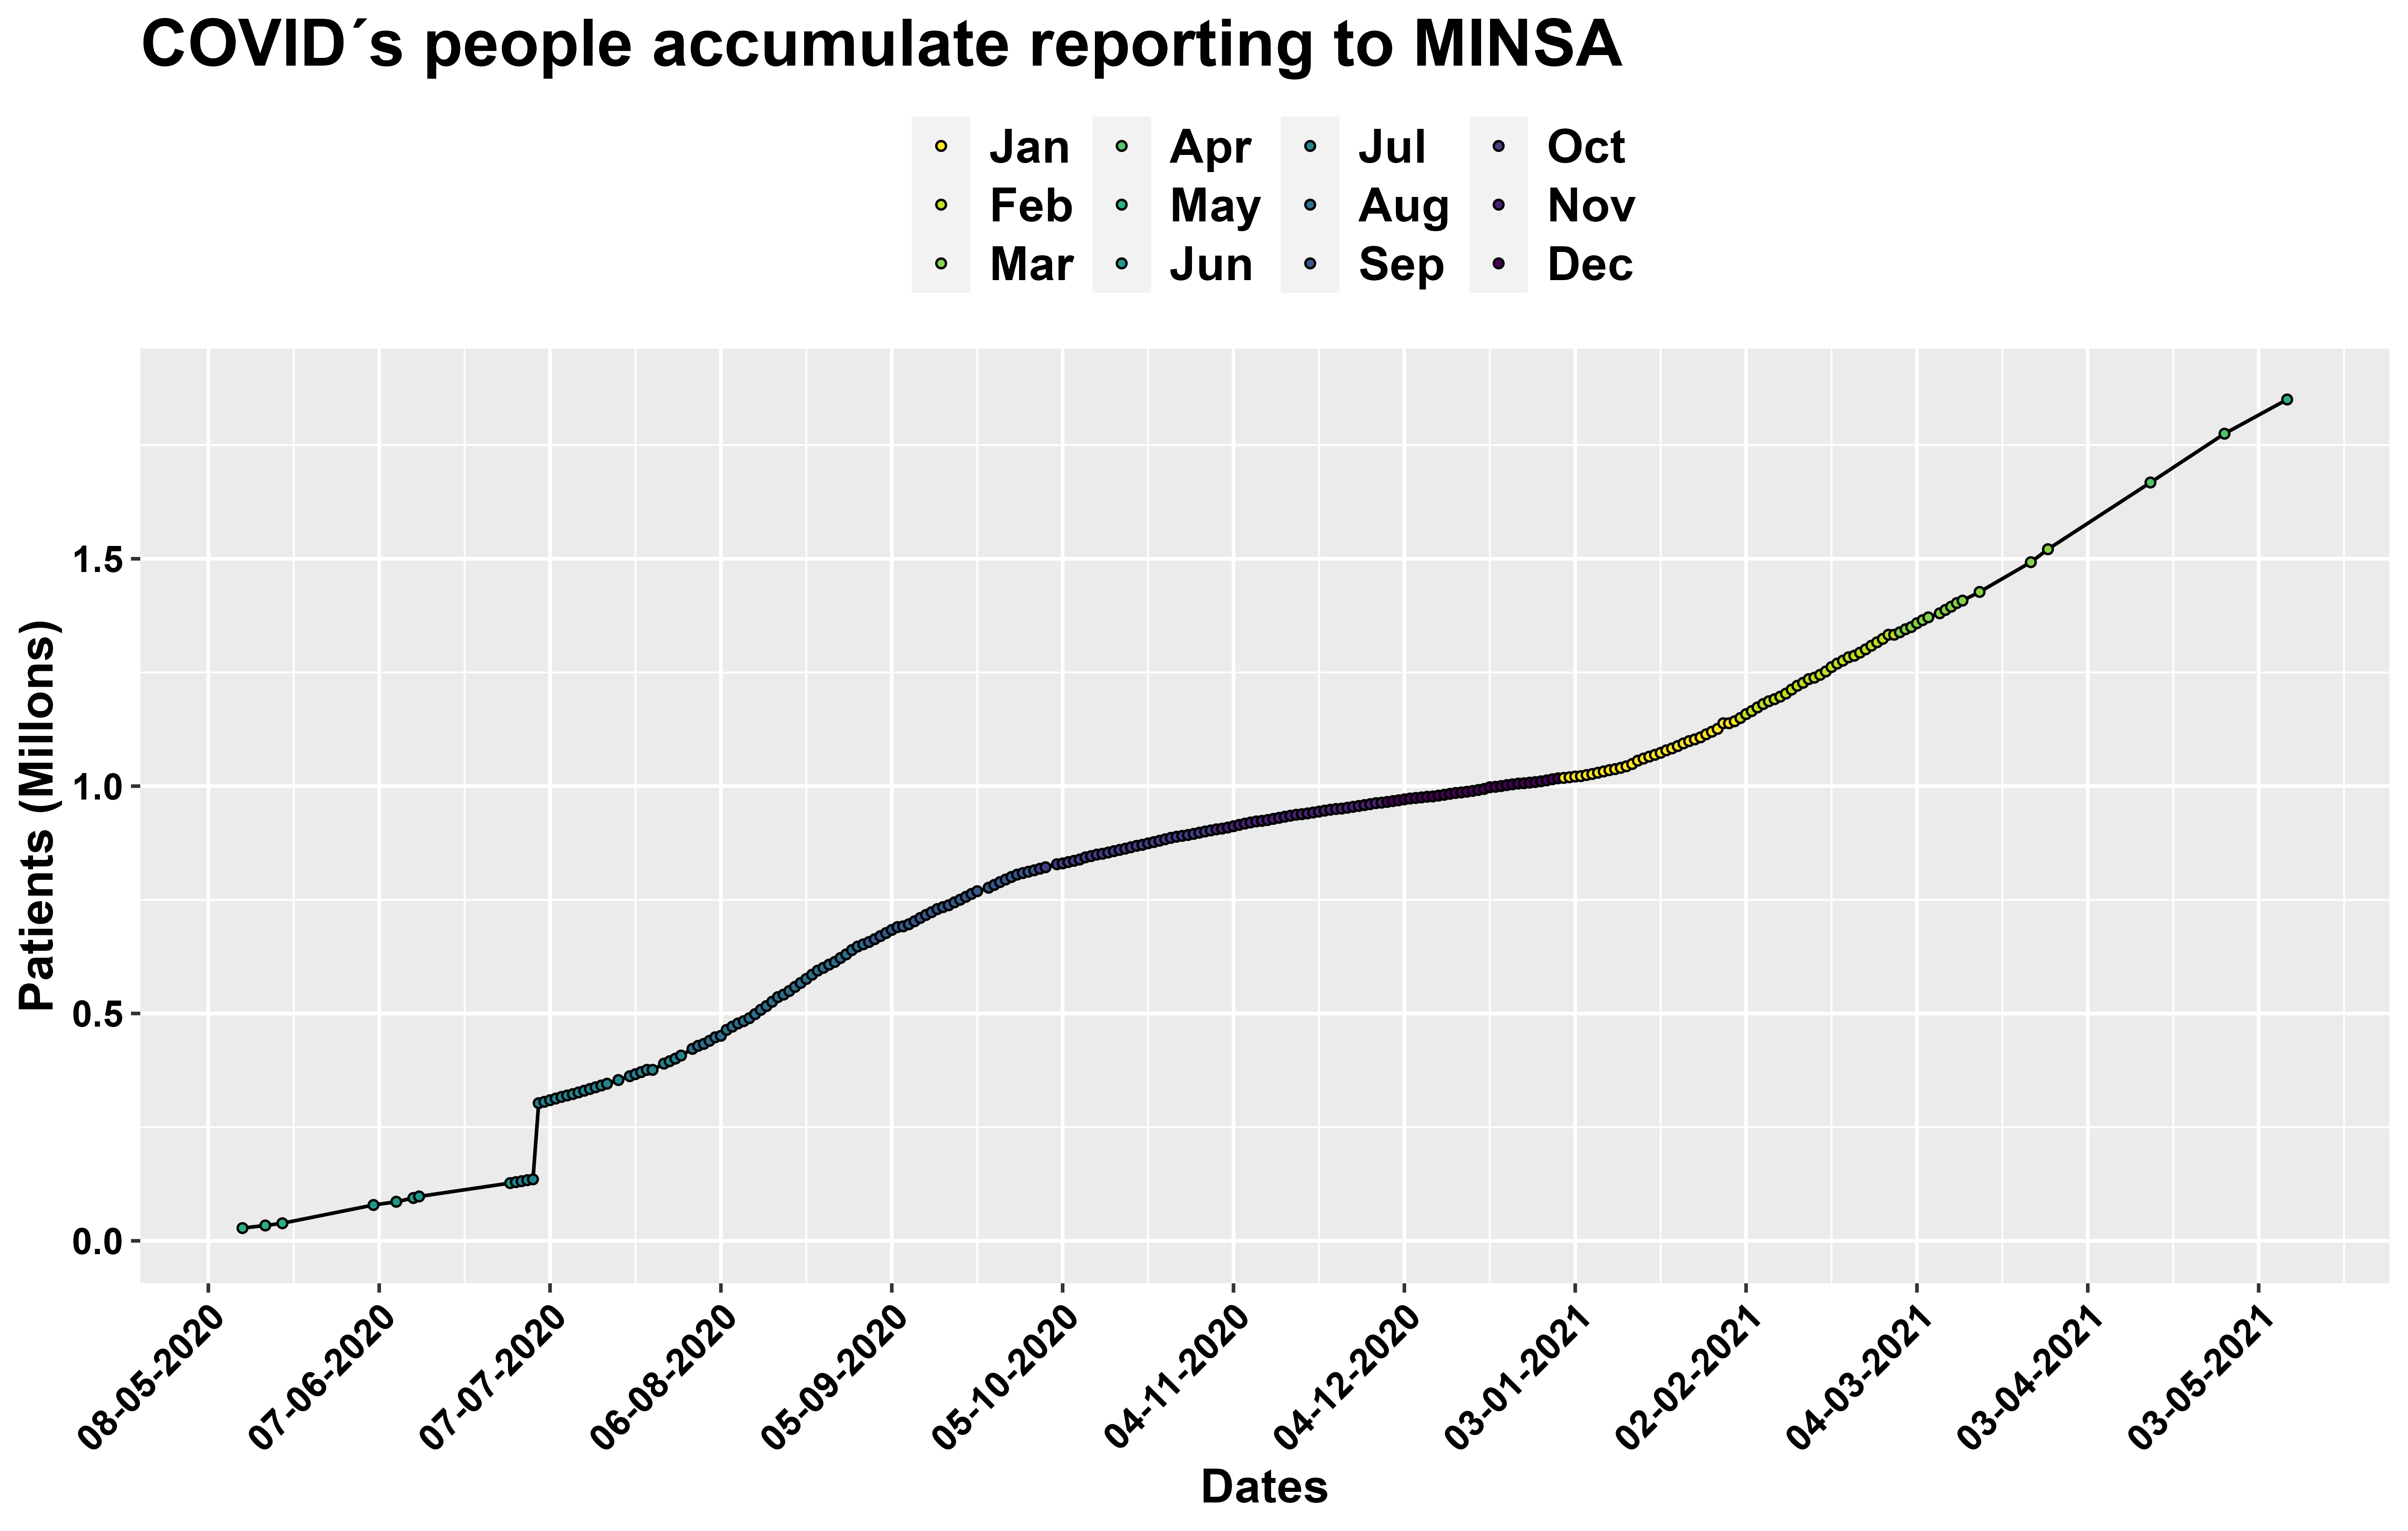 COVID´s people accumulate reporting to MINSA
Jan Apr Jul Oct
Feb May Aug Nov
Mar Jun Sep Dec
Patients (Millons)
1.5
1.0
0.5
0.0
08-05-2020 07-06-2020 07-07-2020 06-08-2020 05-09-2020 05-10-2020 04-11-2020 04-12-2020 03-01-2021 02-02-2021 04-03-2021 03-04-2021 03-05-2021
Dates